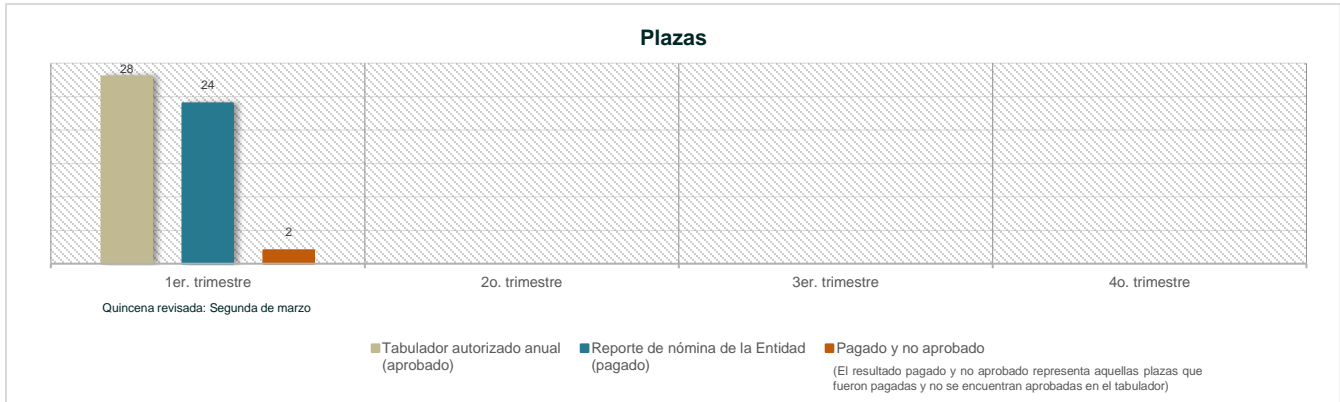 Plazas
28
24
2
1er. trimestre
2o. trimestre
3er. trimestre
4o. trimestre
Quincena revisada: Segunda de marzo
Tabulador autorizado anual
(aprobado)
Reporte de nómina de la Entidad
(pagado)
Pagado y no aprobado
(El resultado pagado y no aprobado representa aquellas plazas que
fueron pagadas y no se encuentran aprobadas en el tabulador)